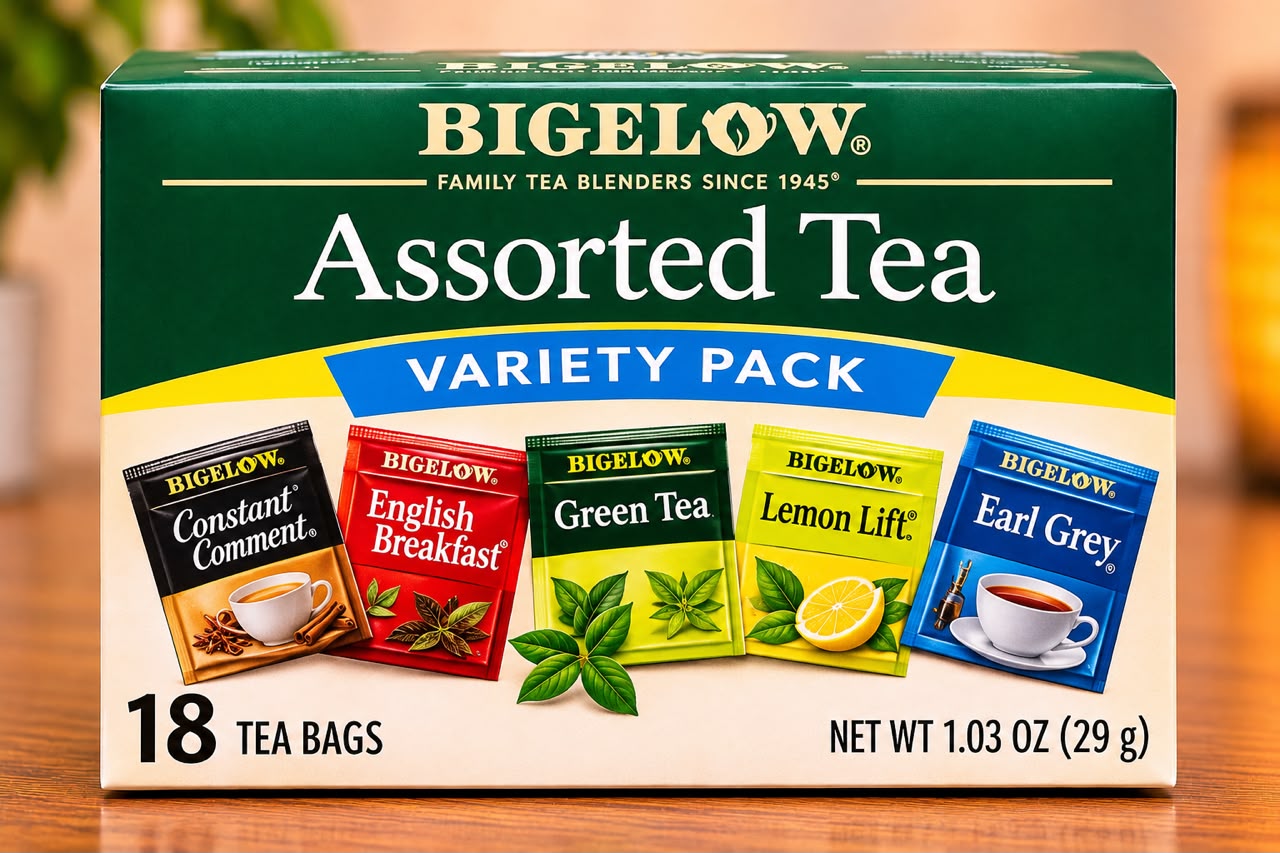 BIGELOW®
BIGELOW®
FAMILY TEA BLENDERS SINCE 1945®
Assorted Tea
VARIETY PACK
BIGELOW®
Constant®
Comment®
BIGELOW®
English
Breakfast®
BIGELOW®
Green Tea
BIGELOW®
Lemon Lift®
BIGELOW®
Earl Grey®
18 TEA BAGS
NET WT 1.03 OZ (29 g)